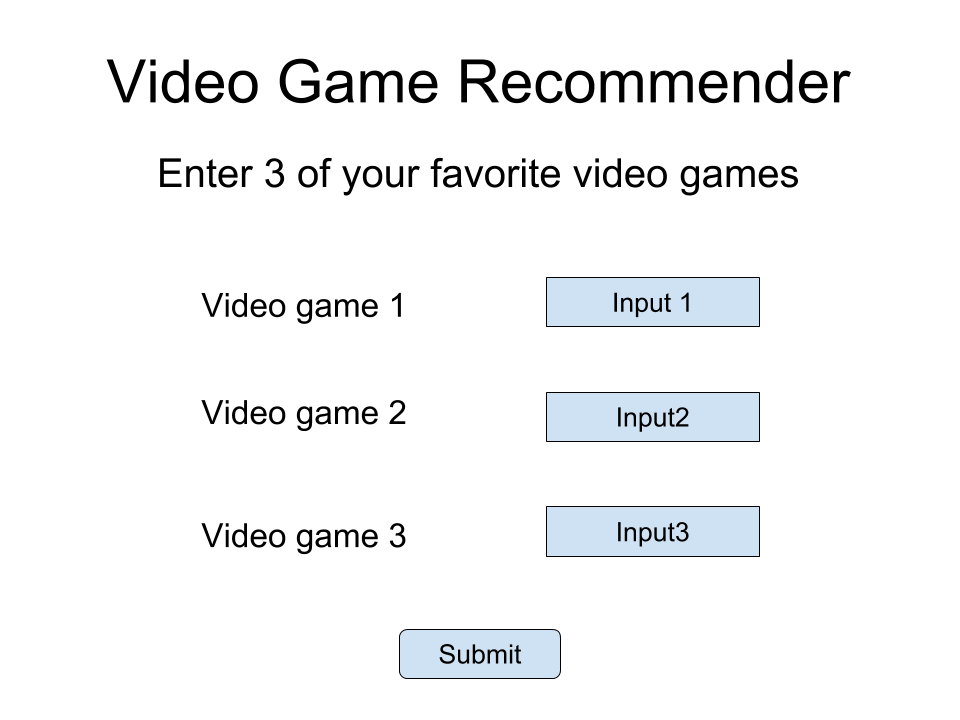 Video Game Recommender
Enter 3 of your favorite video games
Video game 1
Input 1
Video game 2
Input2
Video game 3
Input3
Submit